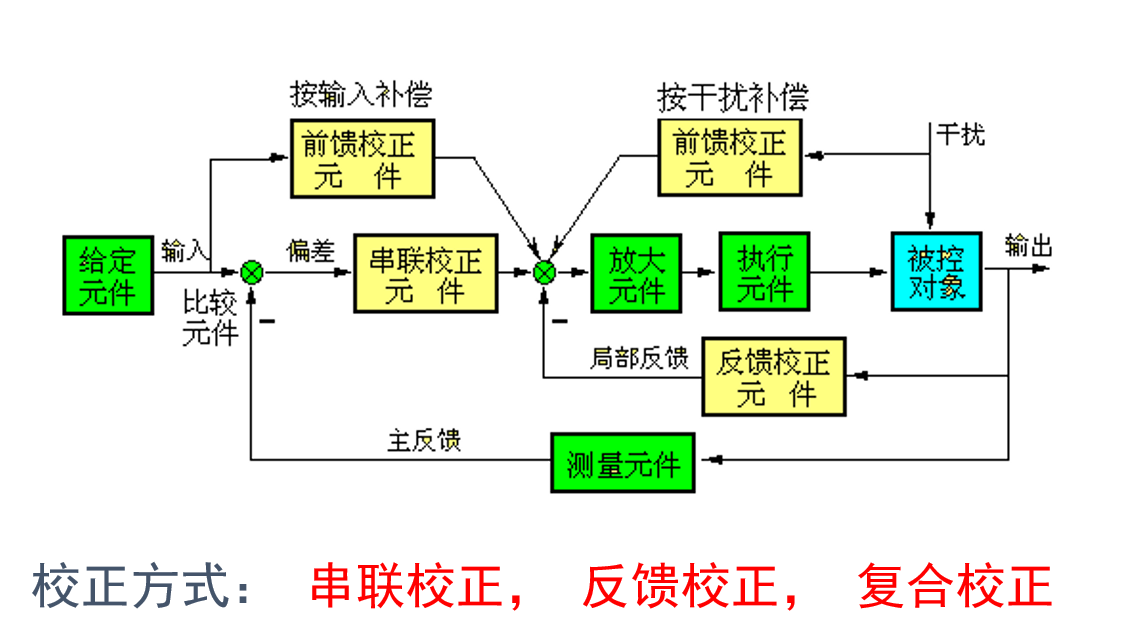 按输入补偿
按干扰补偿
前馈校正
元 件
前馈校正
元 件
干扰
给定
元件
输入
比较
元件
偏差
串联校正
元 件
放大
元件
执行
元件
被控
对象
输出
局部反馈
反馈校正
元 件
主反馈
测量元件
校正方式： 串联校正， 反馈校正， 复合校正